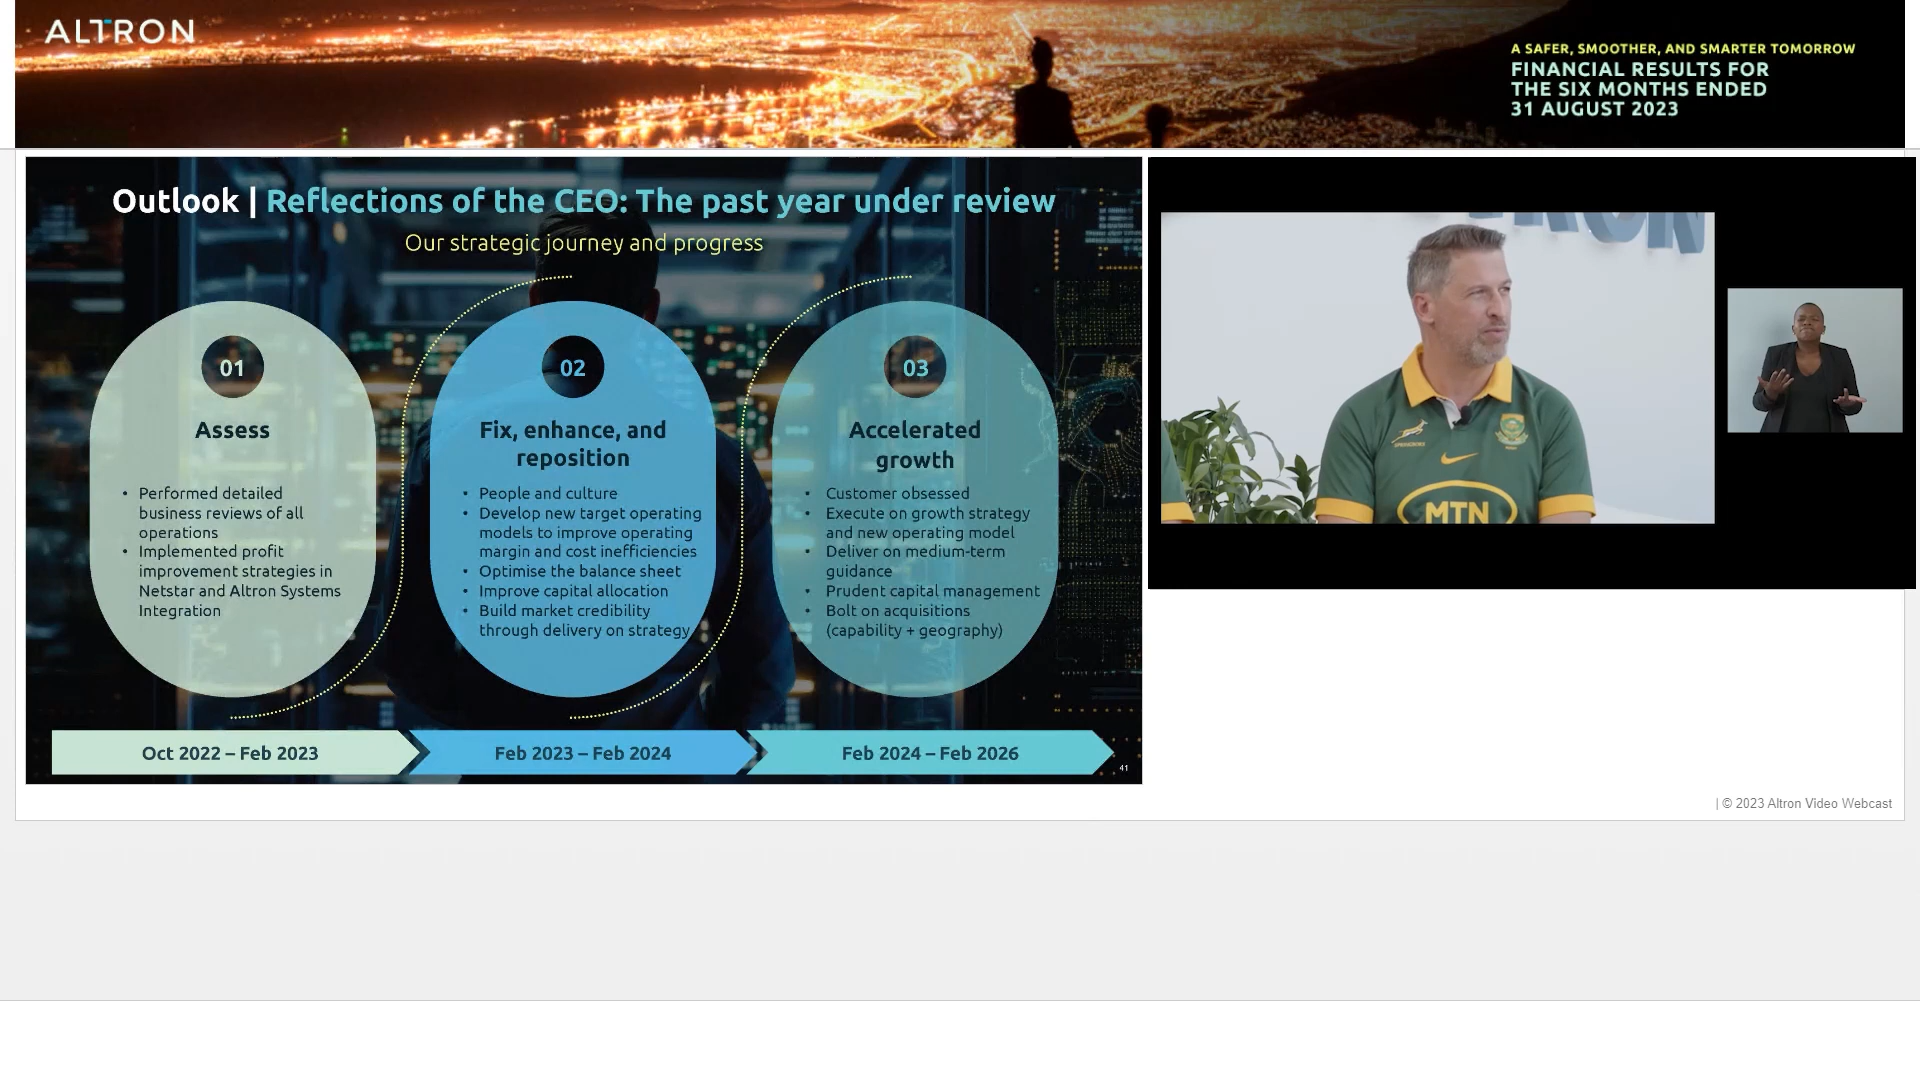 ALTRON
A SAFER, SMOOTHER, AND SMARTER TOMORROW
FINANCIAL RESULTS FOR
THE SIX MONTHS ENDED
31 AUGUST 2023
Outlook | Reflections of the CEO: The past year under review
Our strategic journey and progress
01
Assess
• Performed detailed
business reviews of all
operations
• Implemented profit
improvement strategies in
Netstar and Altron Systems
Integration
02
Fix, enhance, and
reposition
• People and culture
• Develop new target operating
models to improve operating
margin and cost inefficiencies
• Optimise the balance sheet
• Improve capital allocation
• Build market credibility
through delivery on strategy
03
Accelerated
growth
• Customer obsessed
• Execute on growth strategy
and new operating model
• Deliver on medium-term
guidance
• Prudent capital management
• Bolt on acquisitions
(capability + geography)
Oct 2022 – Feb 2023
Feb 2023 – Feb 2024
Feb 2024 – Feb 2026
41
MTN
| © 2023 Altron Video Webcast